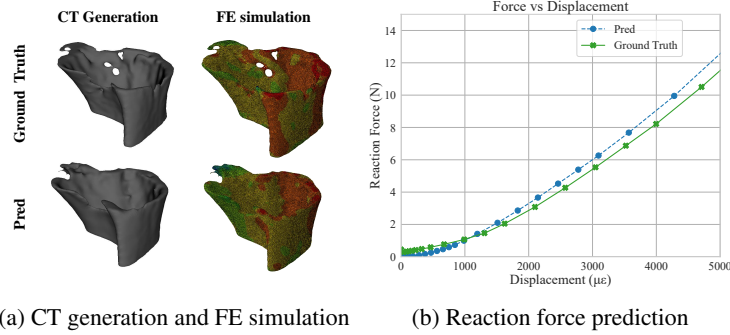 CT Generation
FE simulation
Ground Truth
Pred
Force vs Displacement
Pred
Ground Truth
Reaction Force (N)
14
12
10
8
6
4
2
0
0
1000
2000
3000
4000
5000
Displacement (με)
(a) CT generation and FE simulation
(b) Reaction force prediction